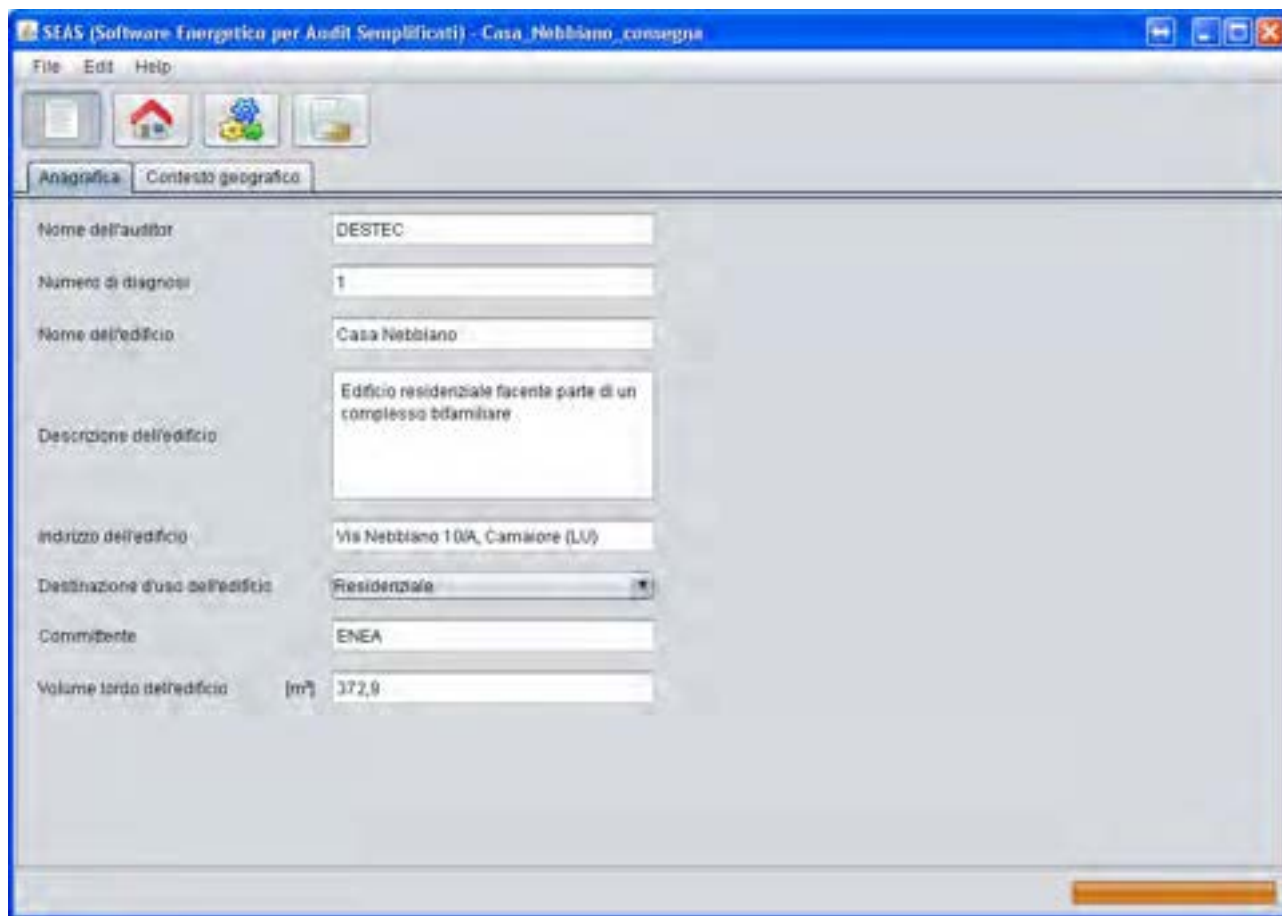 SEAS (Software Energetico per Audit Semplificati) - Casa_Nebbiano_consegna
File Edit Help
Anagrafica Contesto geografico
Nome dell'auditor DESTEC
Numero di diagnosi 1
Nome dell'edificio Casa Nebbiano
Descrizione dell'edificio
Edificio residenziale facente parte di un
complesso bifamiliare
Indirizzo dell'edificio Via Nebbiano 10/A, Camaiore (LU)
Destinazione d'uso dell'edificio Residenziale
Committente ENEA
Volume lordo dell'edificio [m³] 372,9